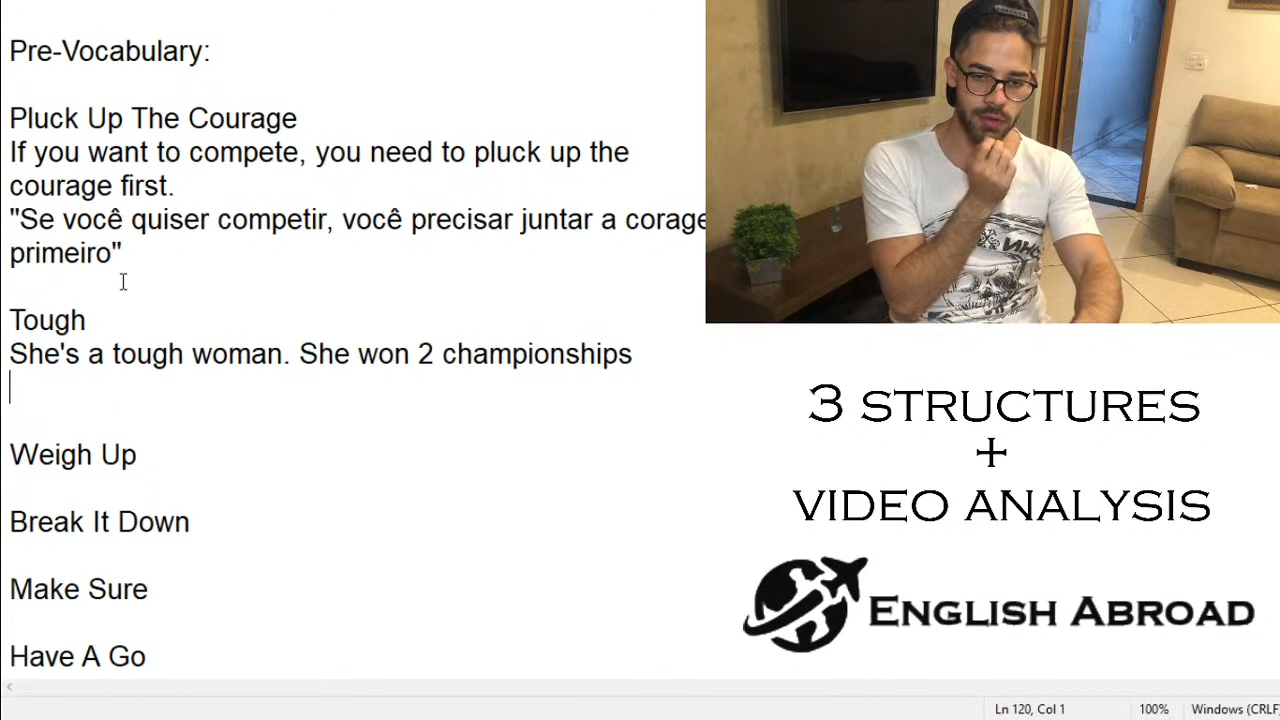 Pre-Vocabulary:
Pluck Up The Courage
If you want to compete, you need to pluck up the
courage first.
"Se você quiser competir, você precisar juntar a corage
primeiro"
Tough
She's a tough woman. She won 2 championships
Weigh Up
Break It Down
Make Sure
Have A Go
3 STRUCTURES
+
VIDEO ANALYSIS
ENGLISH ABROAD
Ln 120, Col 1
100%
Windows (CRLF